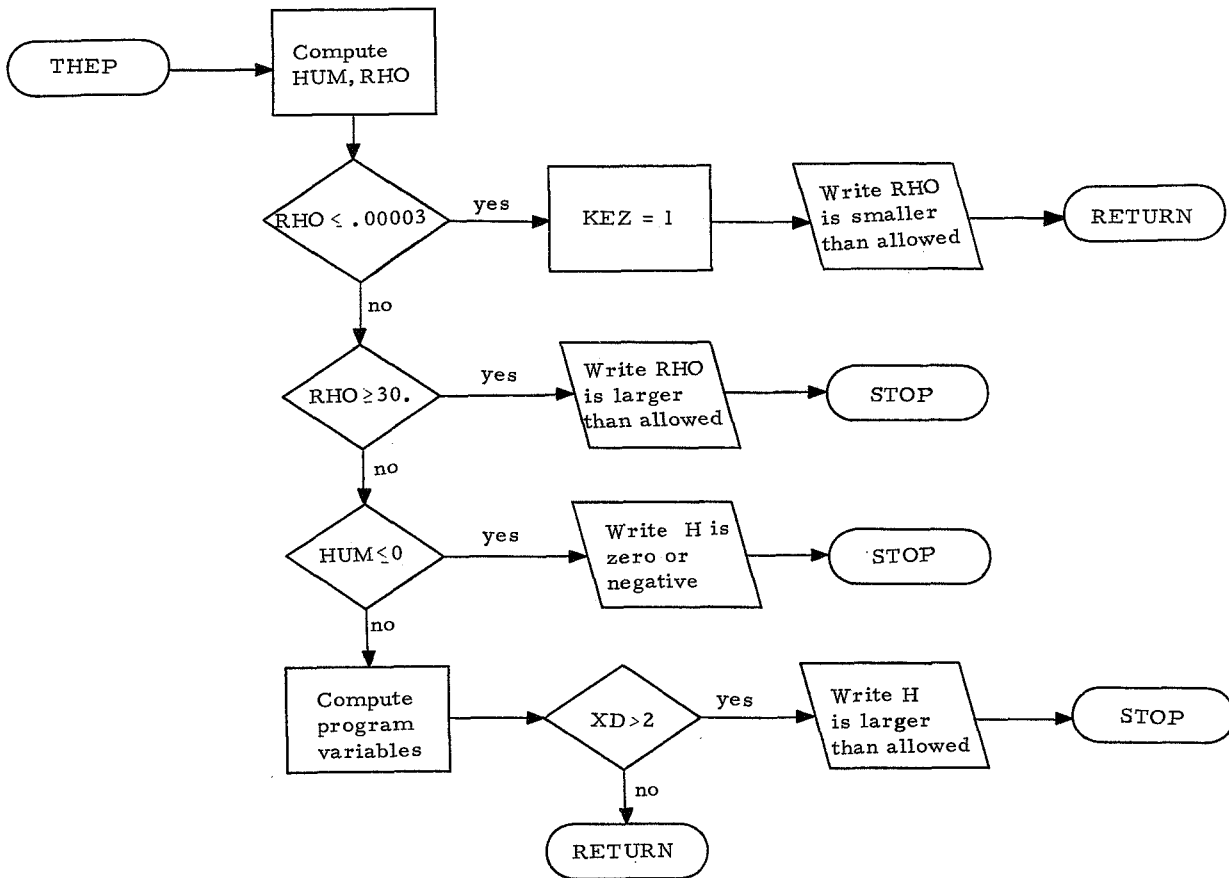 THEP
Compute
HUM, RHO
RHO ≤ .00003
yes
KEZ = 1
Write RHO
is smaller
than allowed
RETURN
no
RHO ≥ 30.
yes
Write RHO
is larger
than allowed
STOP
no
HUM ≤ 0
yes
Write H is
zero or
negative
STOP
no
Compute
program
variables
XD > 2
yes
Write H
is larger
than allowed
STOP
no
RETURN